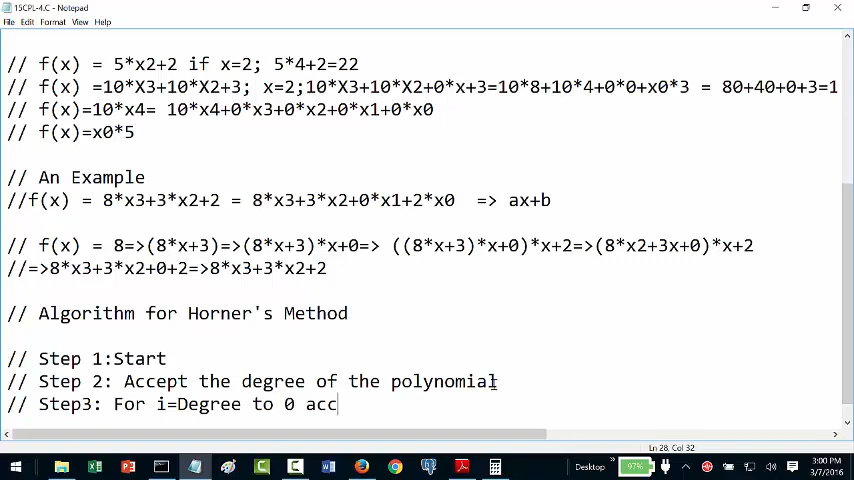 15CPL-4.C - Notepad
File Edit Format View Help
// f(x) = 5*x2+2 if x=2; 5*4+2=22
// f(x) =10*X3+10*X2+3; x=2;10*X3+10*X2+0*x+3=10*8+10*4+0*0+x0*3 = 80+40+0+3=1
// f(x)=10*x4= 10*x4+0*x3+0*x2+0*x1+0*x0
// f(x)=x0*5
// An Example
//f(x) = 8*x3+3*x2+2 = 8*x3+3*x2+0*x1+2*x0 => ax+b
// f(x) = 8=>(8*x+3)=>(8*x+3)*x+0=> ((8*x+3)*x+0)*x+2=>(8*x2+3x+0)*x+2
//=>8*x3+3*x2+0+2=>8*x3+3*x2+2
// Algorithm for Horner's Method
// Step 1:Start
// Step 2: Accept the degree of the polynomial
// Step3: For i=Degree to 0 acc
Ln 28, Col 32
Desktop
97%
3:00 PM
3/7/2016